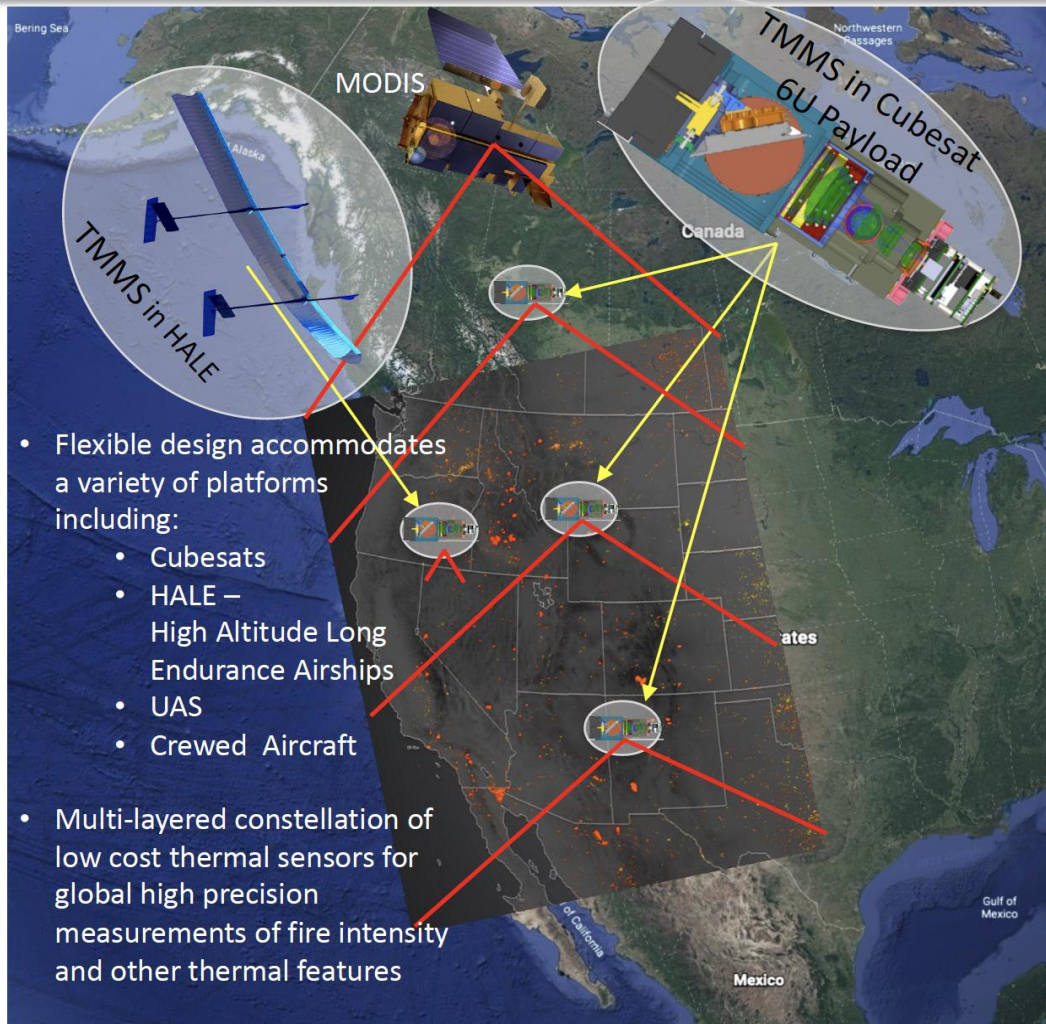 Bering Sea
Northwestern
Passages
MODIS
TMMS in Cubesat
6U Payload
Alaska
TMMS in HALE
Canada
• Flexible design accommodates
a variety of platforms
including:
• Cubesats
• HALE –
High Altitude Long
Endurance Airships
• UAS
• Crewed Aircraft
ates
• Multi-layered constellation of
low cost thermal sensors for
global high precision
measurements of fire intensity
and other thermal features
of California
Gulf of
Mexico
Mexico